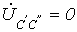 U̇_{C′C″} = 0